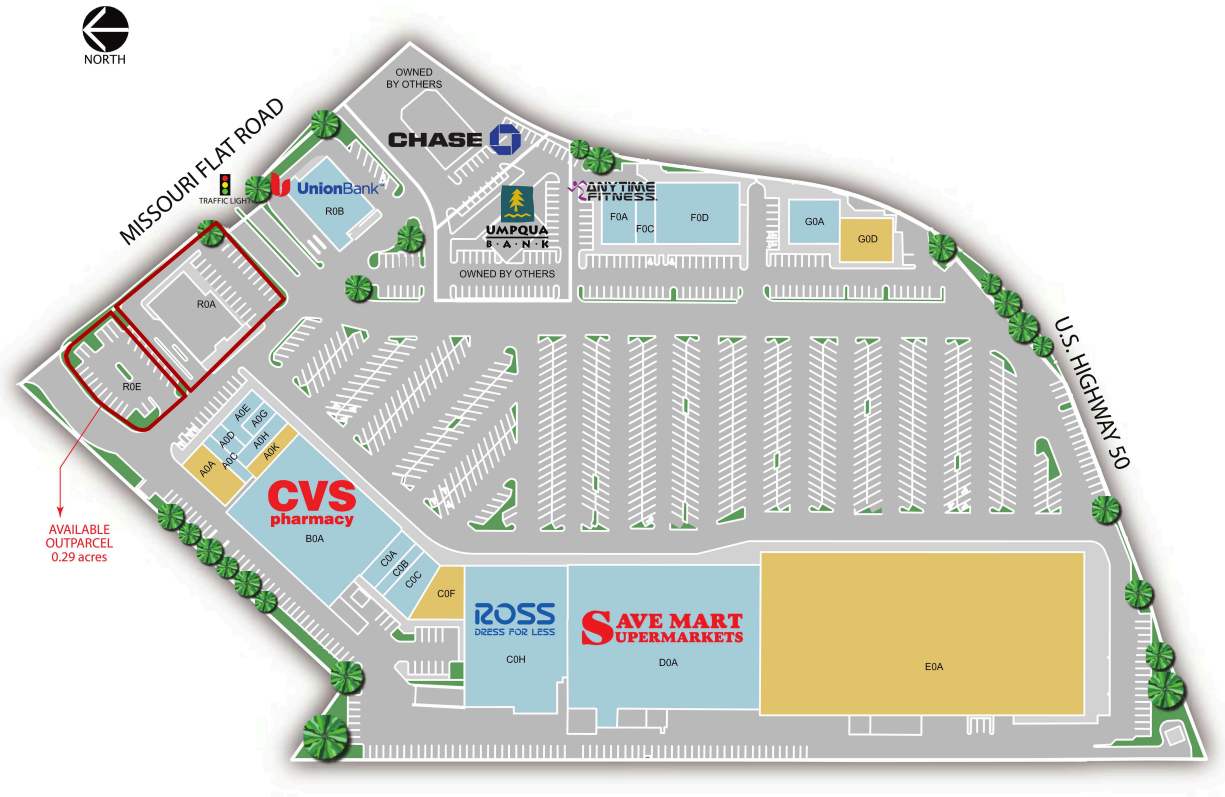 NORTH
OWNED
BY OTHERS
MISSOURI FLAT ROAD
CHASE
TRAFFIC LIGHT
UnionBank
R0B
UMPQUA
B·A·N·K
OWNED BY OTHERS
ANYTIME
FITNESS
F0A
F0C
F0D
G0A
G0D
R0A
R0E
U.S. HIGHWAY 50
A0E
A0G
A0D
A0H
A0C
A0K
A0A
CVS
pharmacy
B0A
C0A
C0B
C0C
C0F
AVAILABLE
OUTPARCEL
0.29 acres
ROSS
DRESS FOR LESS
C0H
SAVE MART
SUPERMARKETS
D0A
E0A